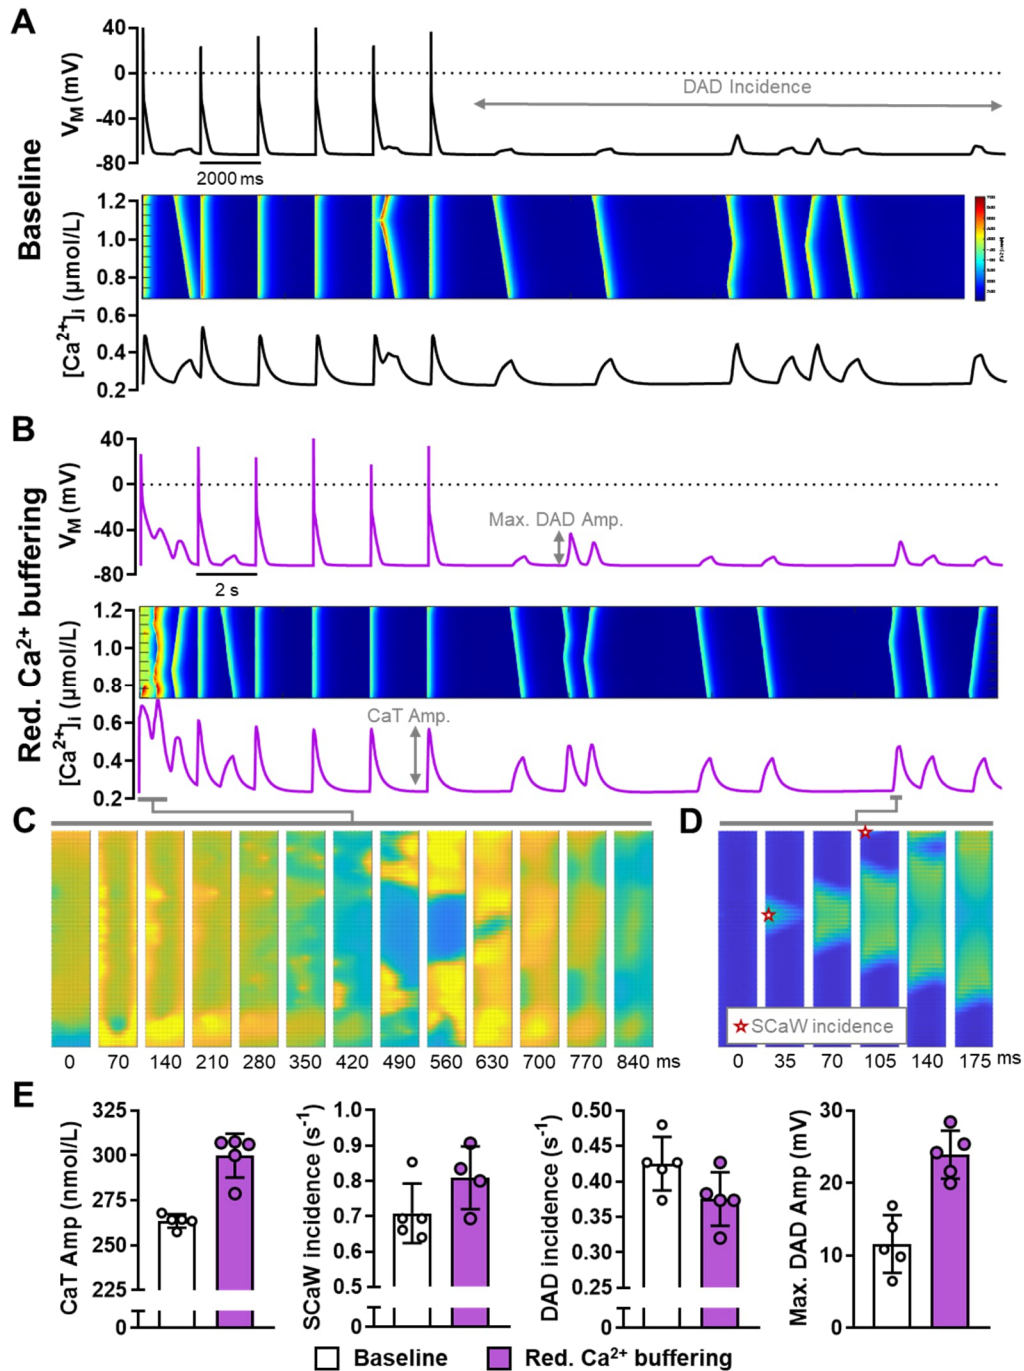 A
Baseline
V_M (mV)
40
0
-40
-80
DAD Incidence
2000 ms
[Ca²⁺]i (µmol/L)
1.2
1.0
0.8
0.6
0.4
0.2
B
Red. Ca²⁺ buffering
V_M (mV)
40
0
-40
-80
Max. DAD Amp.
2 s
[Ca²⁺]i (µmol/L)
1.2
1.0
0.8
0.6
0.4
0.2
CaT Amp.
C
0 70 140 210 280 350 420 490 560 630 700 770 840 ms
D
SCaW incidence
0 35 70 105 140 175 ms
E
CaT Amp (nmol/L)
325
300
275
250
225
0
SCaW incidence (s⁻¹)
1.0
0.9
0.8
0.7
0.6
0.5
0
DAD incidence (s⁻¹)
0.50
0.45
0.40
0.35
0.30
0.25
0
Max. DAD Amp (mV)
30
20
10
0
Baseline Red. Ca²⁺ buffering